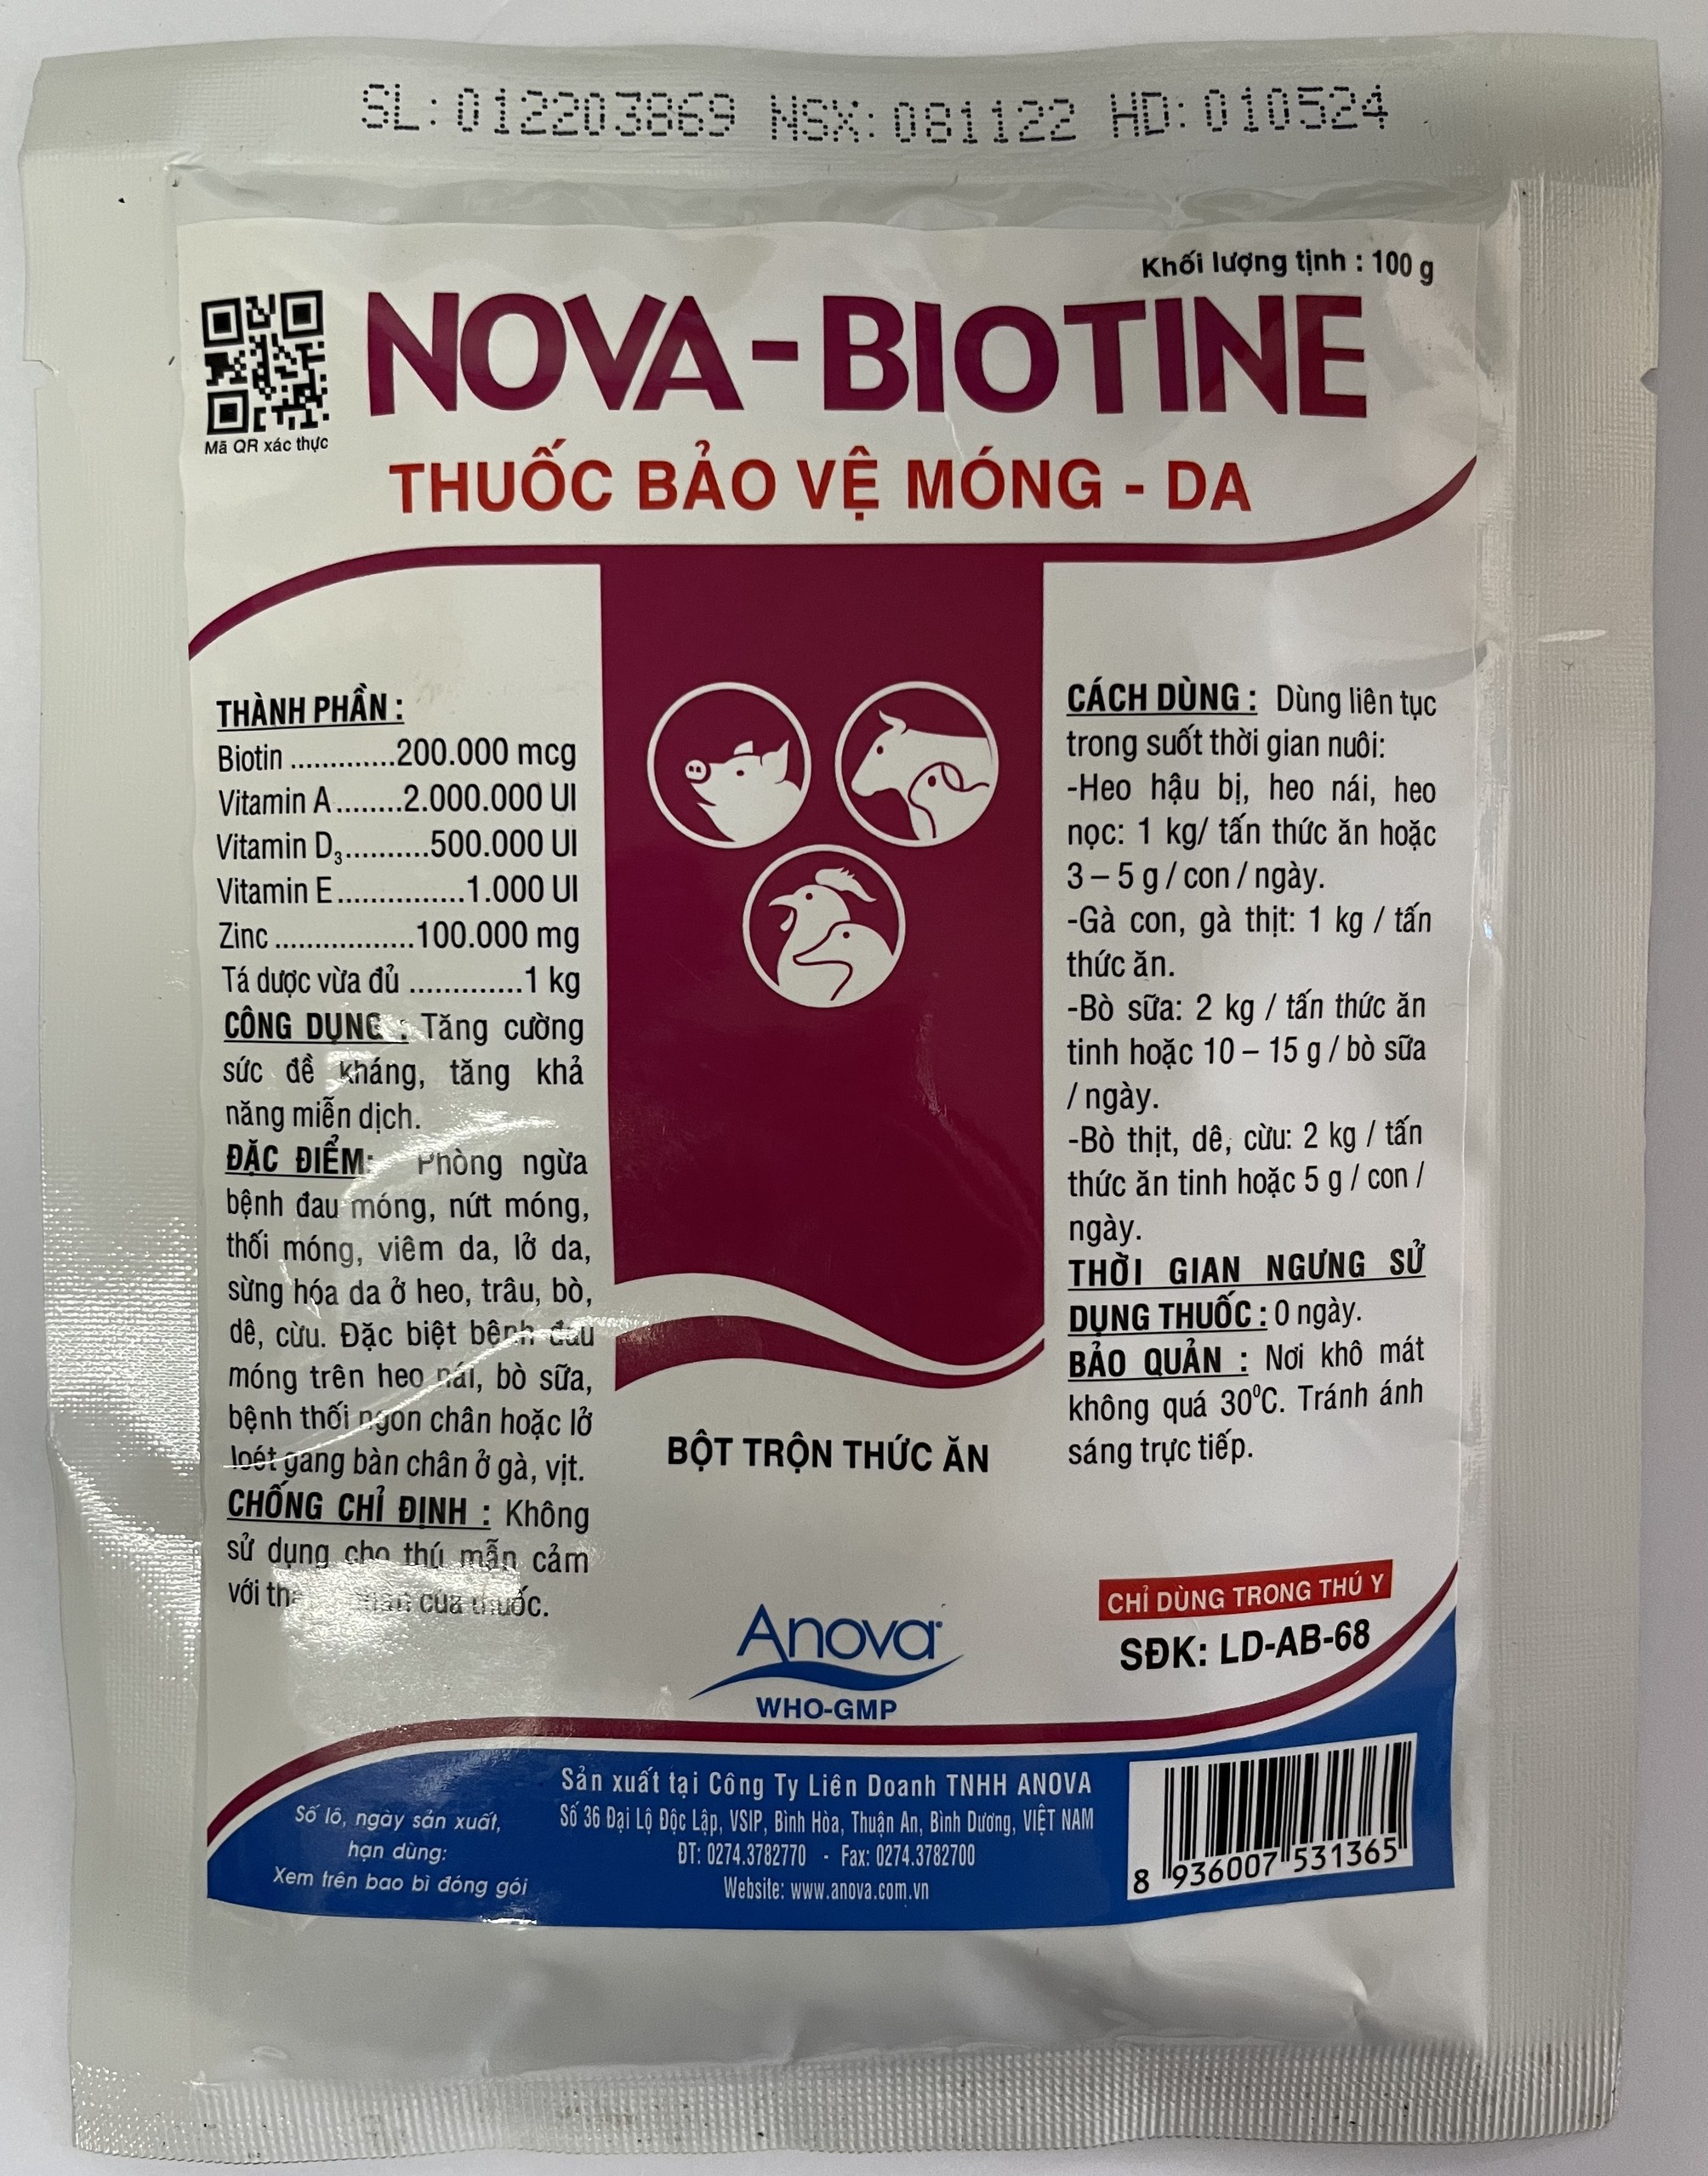 SL:012203869 NSX:081122 HD:010524
Khối lượng tịnh : 100 g
NOVA-BIOTINE
Mã QR xác thực
THUỐC BẢO VỆ MÓNG - DA
THÀNH PHẦN :
Biotin .............200.000 mcg
Vitamin A........2.000.000 UI
Vitamin D3..........500.000 UI
Vitamin E................1.000 UI
Zinc .................100.000 mg
Tá dược vừa đủ .............1 kg
CÔNG DỤNG : Tăng cường
sức đề kháng, tăng khả
năng miễn dịch.
ĐẶC ĐIỂM: Phòng ngừa
bệnh đau móng, nứt móng,
thối móng, viêm da, lở da,
sừng hóa da ở heo, trâu, bò,
dê, cừu. Đặc biệt bệnh đau
móng trên heo nái, bò sữa,
bệnh thối ngón chân hoặc lở
loét gang bàn chân ở gà, vịt.
CHỐNG CHỈ ĐỊNH : Không
sử dụng cho thú mẫn cảm
với của thuốc.
BỘT TRỘN THỨC ĂN
CÁCH DÙNG : Dùng liên tục
trong suốt thời gian nuôi:
-Heo hậu bị, heo nái, heo
nọc: 1 kg/ tấn thức ăn hoặc
3 – 5 g / con / ngày.
-Gà con, gà thịt: 1 kg / tấn
thức ăn.
-Bò sữa: 2 kg / tấn thức ăn
tinh hoặc 10 – 15 g / bò sữa
/ ngày.
-Bò thịt, dê, cừu: 2 kg / tấn
thức ăn tinh hoặc 5 g / con /
ngày.
THỜI GIAN NGƯNG SỬ
DỤNG THUỐC : 0 ngày.
BẢO QUẢN : Nơi khô mát
không quá 30⁰C. Tránh ánh
sáng trực tiếp.
CHỈ DÙNG TRONG THÚ Y
SĐK: LD-AB-68
Anova
WHO-GMP
Số lô, ngày sản xuất,
hạn dùng:
Xem trên bao bì đóng gói
Sản xuất tại Công Ty Liên Doanh TNHH ANOVA
Số 36 Đại Lộ Độc Lập, VSIP, Bình Hòa, Thuận An, Bình Dương, VIỆT NAM
ĐT: 0274.3782770 - Fax: 0274.3782700
Website: www.anova.com.vn
8 936007 531365